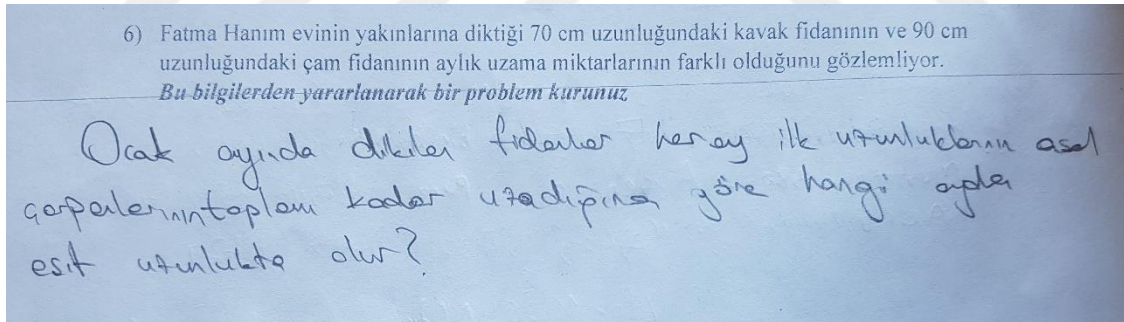 6) Fatma Hanım evinin yakınlarına diktiği 70 cm uzunluğundaki kavak fidanının ve 90 cm
uzunluğundaki çam fidanının aylık uzama miktarlarının farklı olduğunu gözlemliyor.
Bu bilgilerden yararlanarak bir problem kurunuz
Ocak ayında dikilen fidanlar her ay ilk uzunluklarının asal
çarpanlarının toplamı kadar uzadığına göre hangi ayda
eşit uzunlukta olur?